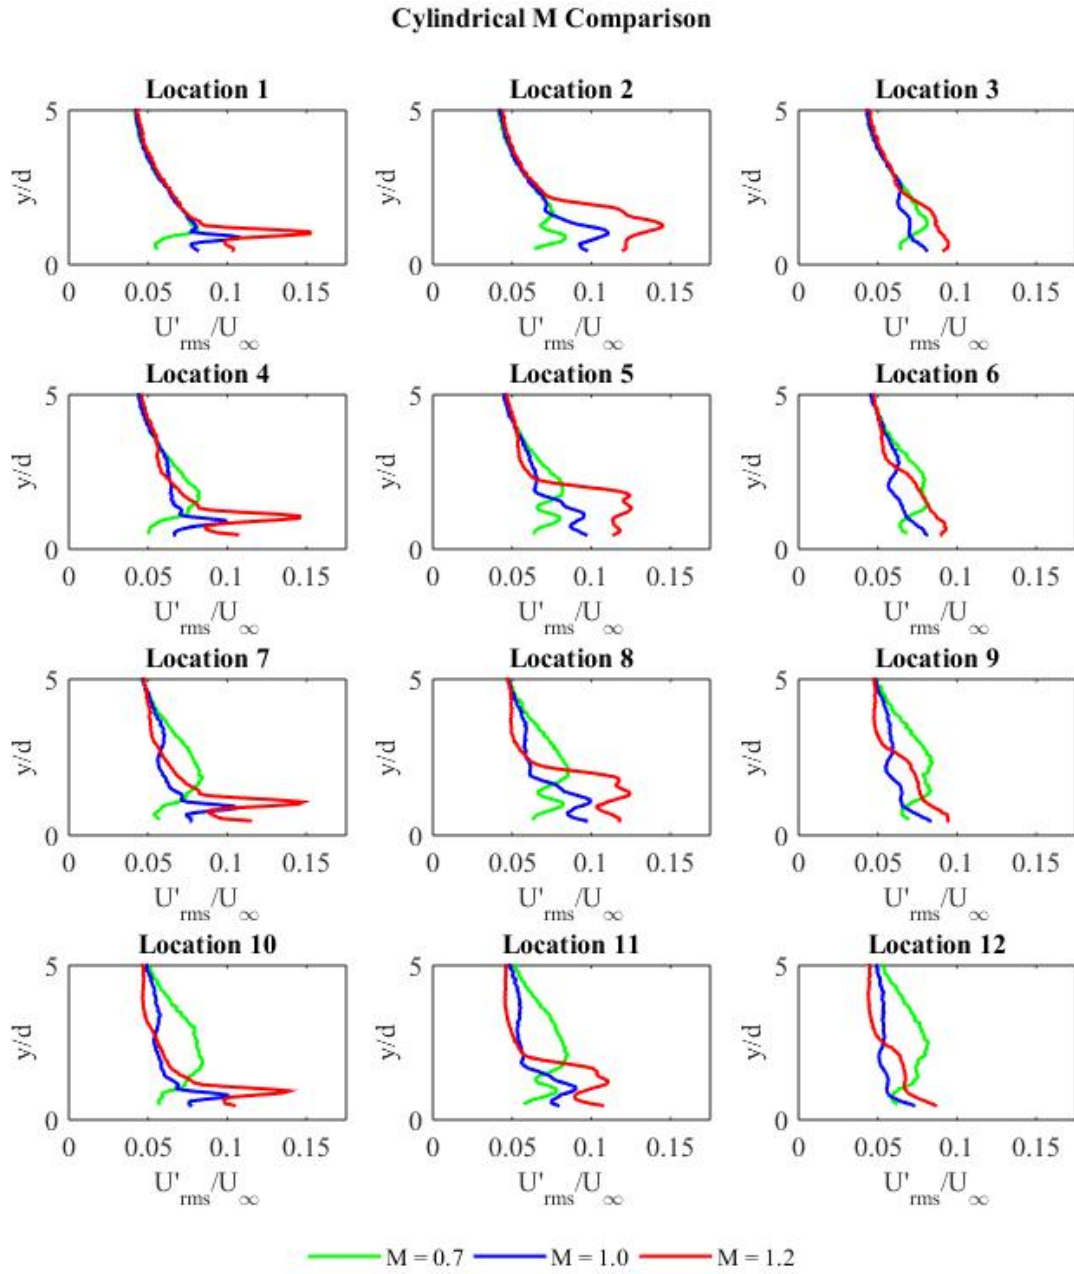 Cylindrical M Comparison
Location 1 Location 2 Location 3
5 5 5
y/d y/d y/d
0 0 0
0 0.05 0.1 0.15 0 0.05 0.1 0.15 0 0.05 0.1 0.15
U'rms/U∞ U'rms/U∞ U'rms/U∞
Location 4 Location 5 Location 6
5 5 5
y/d y/d y/d
0 0 0
0 0.05 0.1 0.15 0 0.05 0.1 0.15 0 0.05 0.1 0.15
U'rms/U∞ U'rms/U∞ U'rms/U∞
Location 7 Location 8 Location 9
5 5 5
y/d y/d y/d
0 0 0
0 0.05 0.1 0.15 0 0.05 0.1 0.15 0 0.05 0.1 0.15
U'rms/U∞ U'rms/U∞ U'rms/U∞
Location 10 Location 11 Location 12
5 5 5
y/d y/d y/d
0 0 0
0 0.05 0.1 0.15 0 0.05 0.1 0.15 0 0.05 0.1 0.15
U'rms/U∞ U'rms/U∞ U'rms/U∞
M = 0.7 M = 1.0 M = 1.2